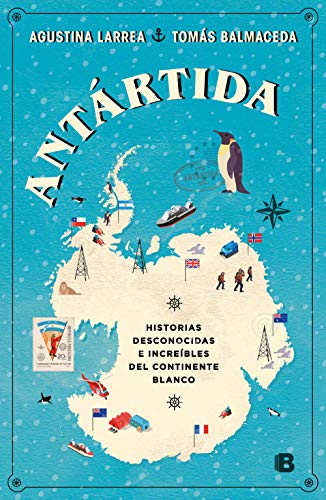 AGUSTINA LARREA
TOMÁS BALMACEDA
ANTÁRTIDA
HISTORIAS
DESCONOCIDAS
E INCREÍBLES
DEL CONTINENTE
BLANCO
B